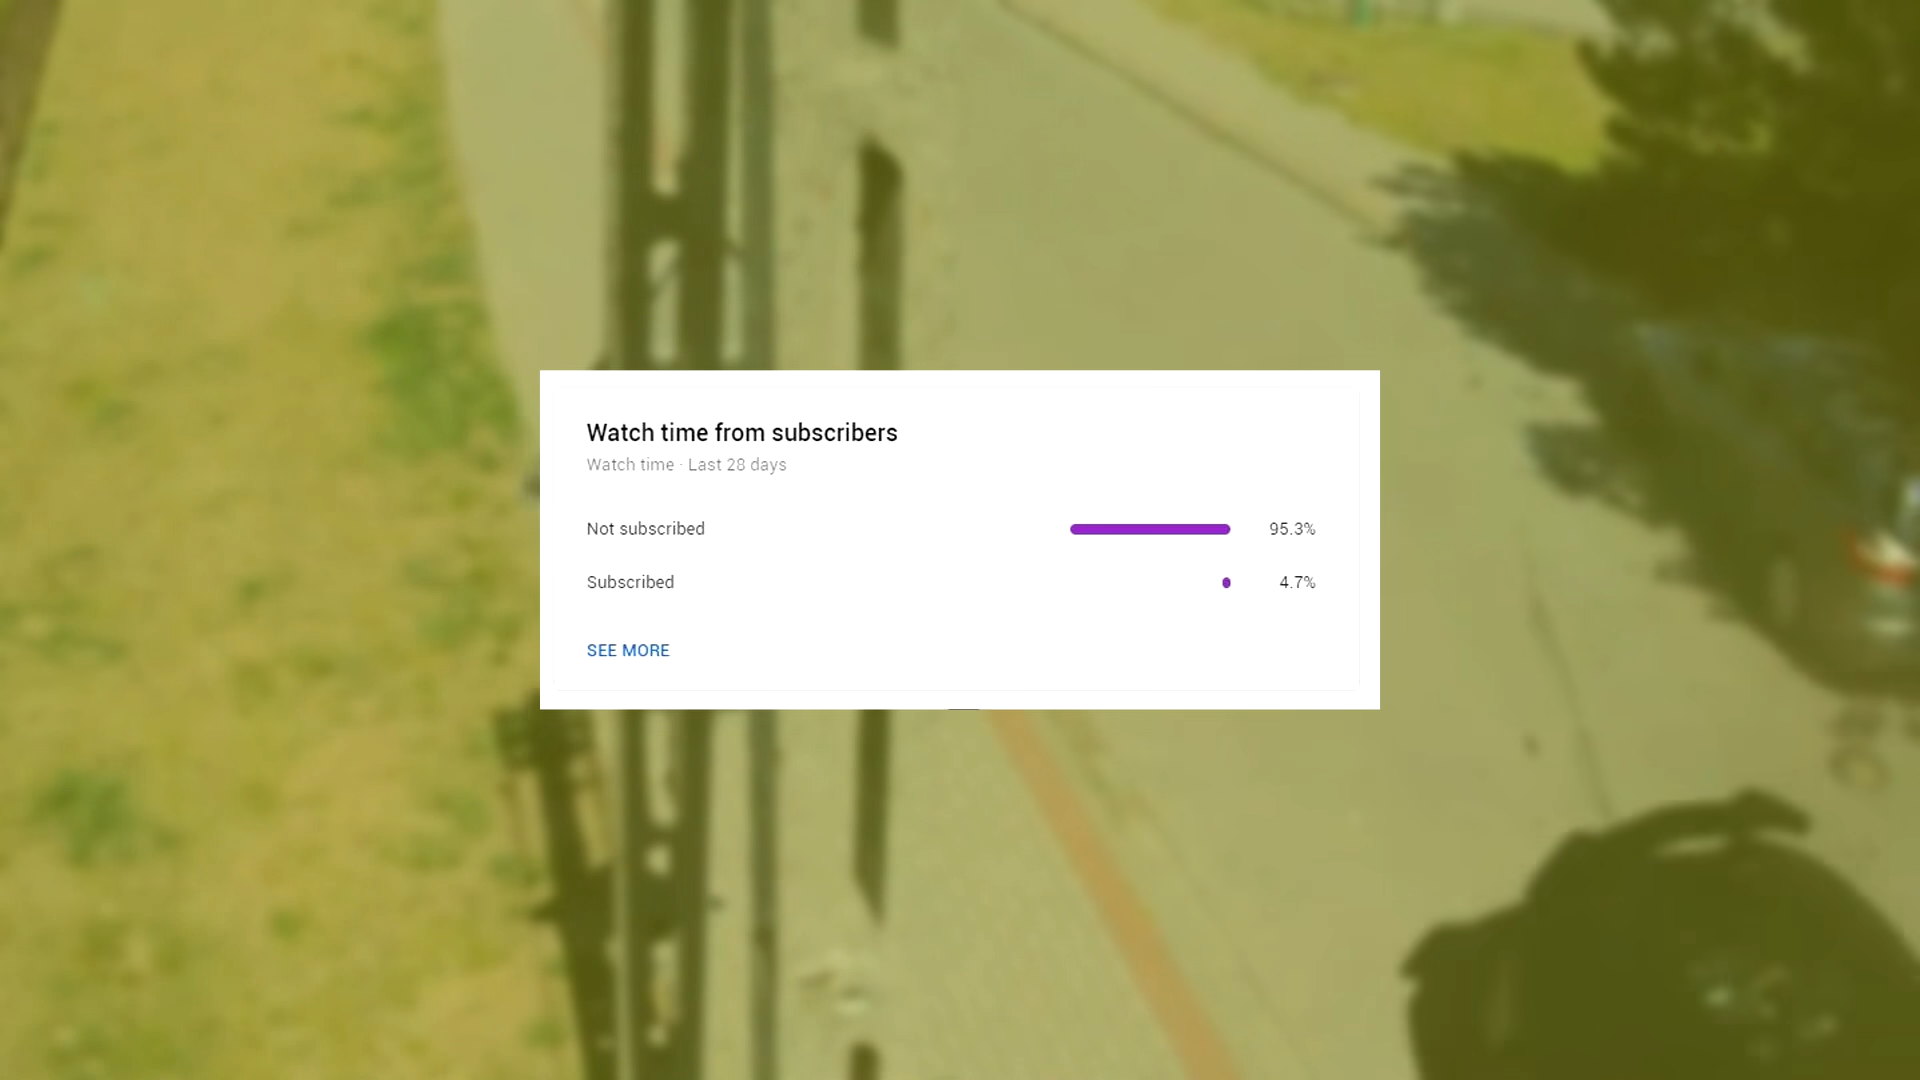 Watch time from subscribers
Watch time · Last 28 days
Not subscribed 95.3%
Subscribed 4.7%
SEE MORE